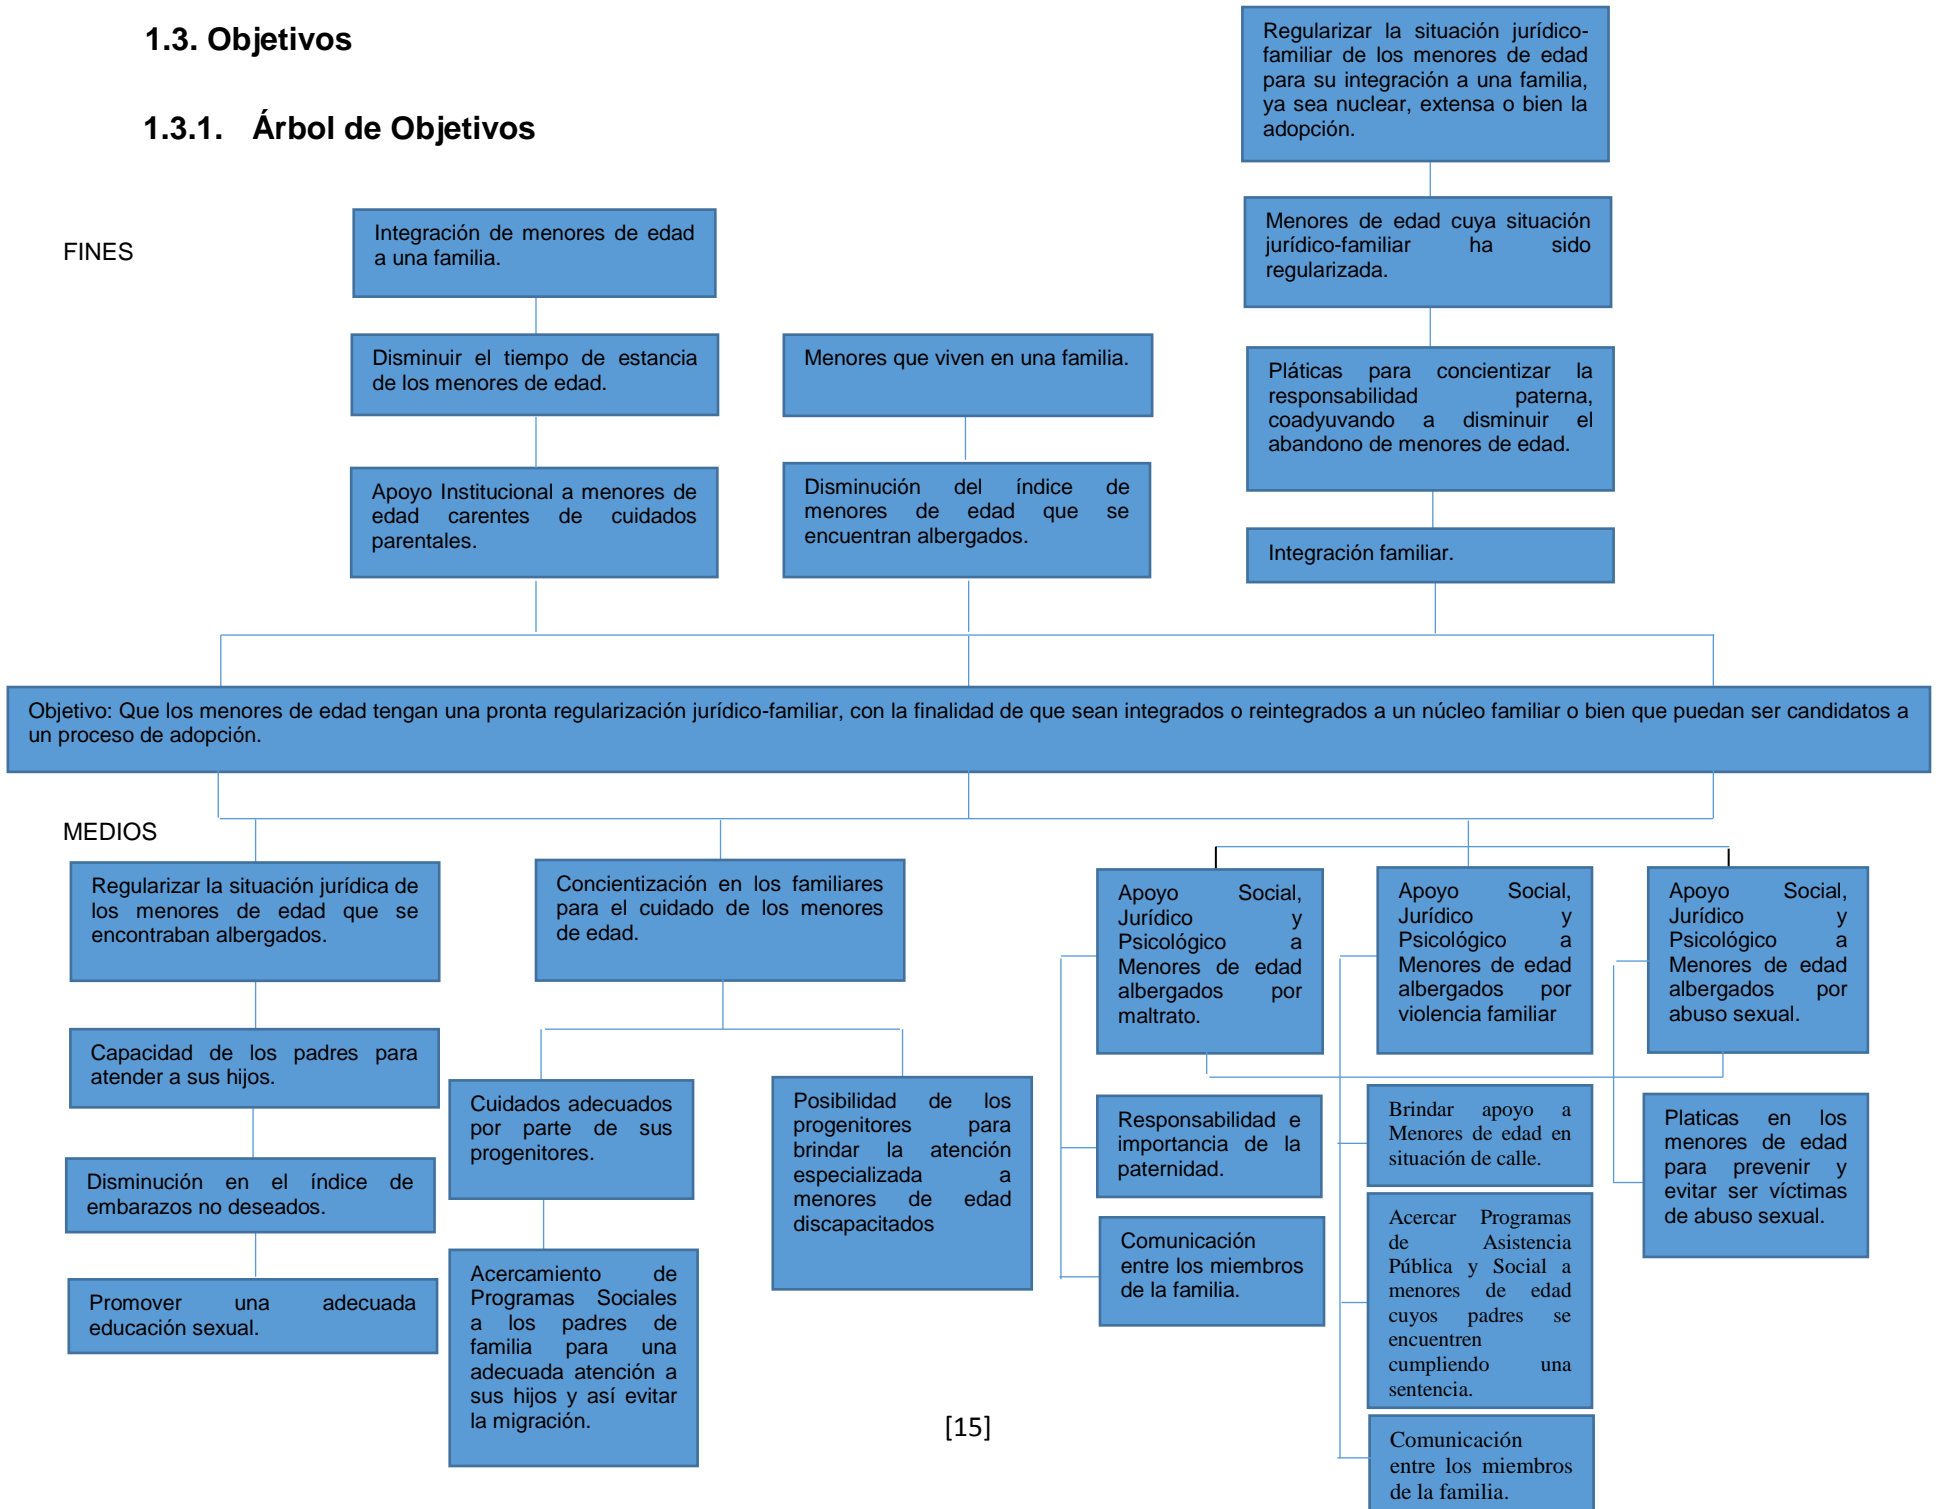 1.3. Objetivos
1.3.1. Árbol de Objetivos
Regularizar la situación jurídico-
familiar de los menores de edad
para su integración a una familia,
ya sea nuclear, extensa o bien la
adopción.
FINES
Integración de menores de edad
a una familia.
Menores de edad cuya situación
jurídico-familiar ha sido
regularizada.
Disminuir el tiempo de estancia
de los menores de edad.
Menores que viven en una familia.
Pláticas para concientizar la
responsabilidad paterna,
coadyuvando a disminuir el
abandono de menores de edad.
Apoyo Institucional a menores de
edad carentes de cuidados
parentales.
Disminución del índice de
menores de edad que se
encuentran albergados.
Integración familiar.
Objetivo: Que los menores de edad tengan una pronta regularización jurídico-familiar, con la finalidad de que sean integrados o reintegrados a un núcleo familiar o bien que puedan ser candidatos a
un proceso de adopción.
MEDIOS
Regularizar la situación jurídica de
los menores de edad que se
encontraban albergados.
Concientización en los familiares
para el cuidado de los menores
de edad.
Apoyo Social,
Jurídico y
Psicológico a
Menores de edad
albergados por
maltrato.
Apoyo Social,
Jurídico y
Psicológico a
Menores de edad
albergados por
violencia familiar
Apoyo Social,
Jurídico y
Psicológico a
Menores de edad
albergados por
abuso sexual.
Capacidad de los padres para
atender a sus hijos.
Cuidados adecuados
por parte de sus
progenitores.
Posibilidad de los
progenitores para
brindar la atención
especializada a
menores de edad
discapacitados
Responsabilidad e
importancia de la
paternidad.
Brindar apoyo a
Menores de edad en
situación de calle.
Platicas en los
menores de edad
para prevenir y
evitar ser víctimas
de abuso sexual.
Disminución en el índice de
embarazos no deseados.
Acercar Programas
de Asistencia
Pública y Social a
menores de edad
cuyos padres se
encuentren
cumpliendo una
sentencia.
Comunicación
entre los miembros
de la familia.
Promover una adecuada
educación sexual.
Acercamiento de
Programas Sociales
a los padres de
familia para una
adecuada atención a
sus hijos y así evitar
la migración.
Comunicación
entre los miembros
de la familia.
[15]